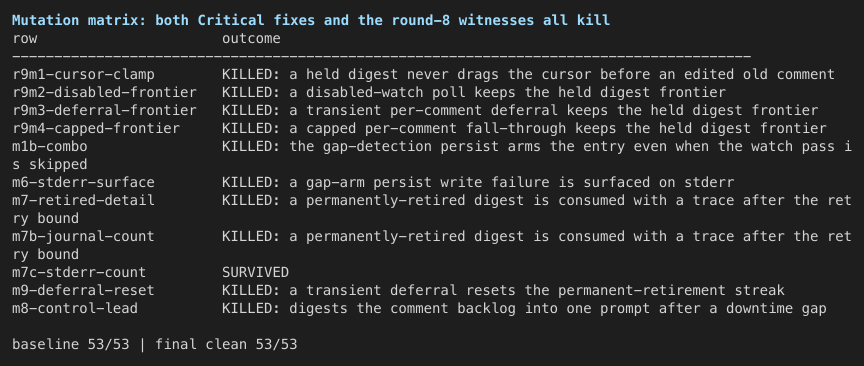 Mutation matrix: both Critical fixes and the round-8 witnesses all kill
row                      outcome
────────────────────────────────────────────────────────────────────────────────────────
r9m1-cursor-clamp        KILLED: a held digest never drags the cursor before an edited old comment
r9m2-disabled-frontier   KILLED: a disabled-watch poll keeps the held digest frontier
r9m3-deferral-frontier   KILLED: a transient per-comment deferral keeps the held digest frontier
r9m4-capped-frontier     KILLED: a capped per-comment fall-through keeps the held digest frontier
m1b-combo                KILLED: the gap-detection persist arms the entry even when the watch pass i
s skipped
m6-stderr-surface        KILLED: a gap-arm persist write failure is surfaced on stderr
m7-retired-detail        KILLED: a permanently-retired digest is consumed with a trace after the ret
ry bound
m7b-journal-count        KILLED: a permanently-retired digest is consumed with a trace after the ret
ry bound
m7c-stderr-count         SURVIVED
m9-deferral-reset        KILLED: a transient deferral resets the permanent-retirement streak
m8-control-lead          KILLED: digests the comment backlog into one prompt after a downtime gap

baseline 53/53 | final clean 53/53